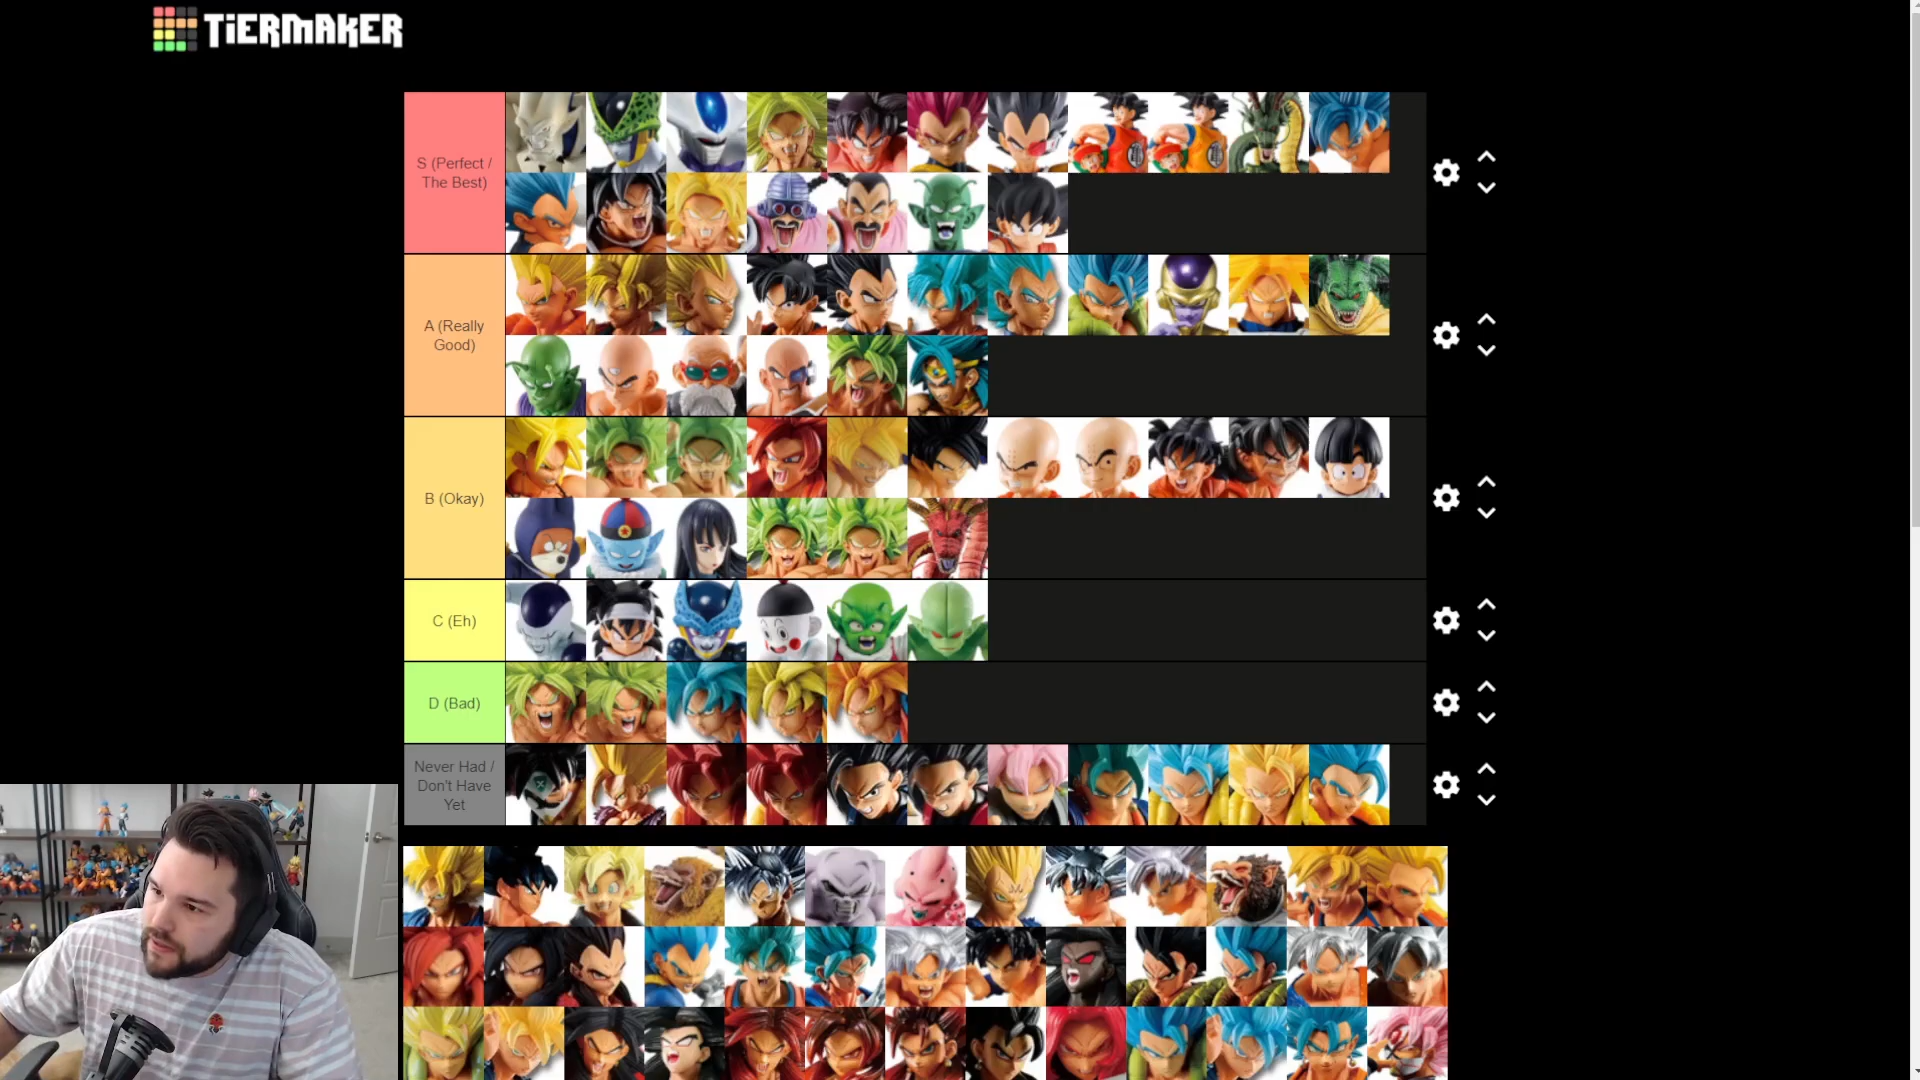 TiERMAKER
S (Perfect /
The Best)
A (Really
Good)
B (Okay)
C (Eh)
D (Bad)
Never Had /
Don't Have
Yet